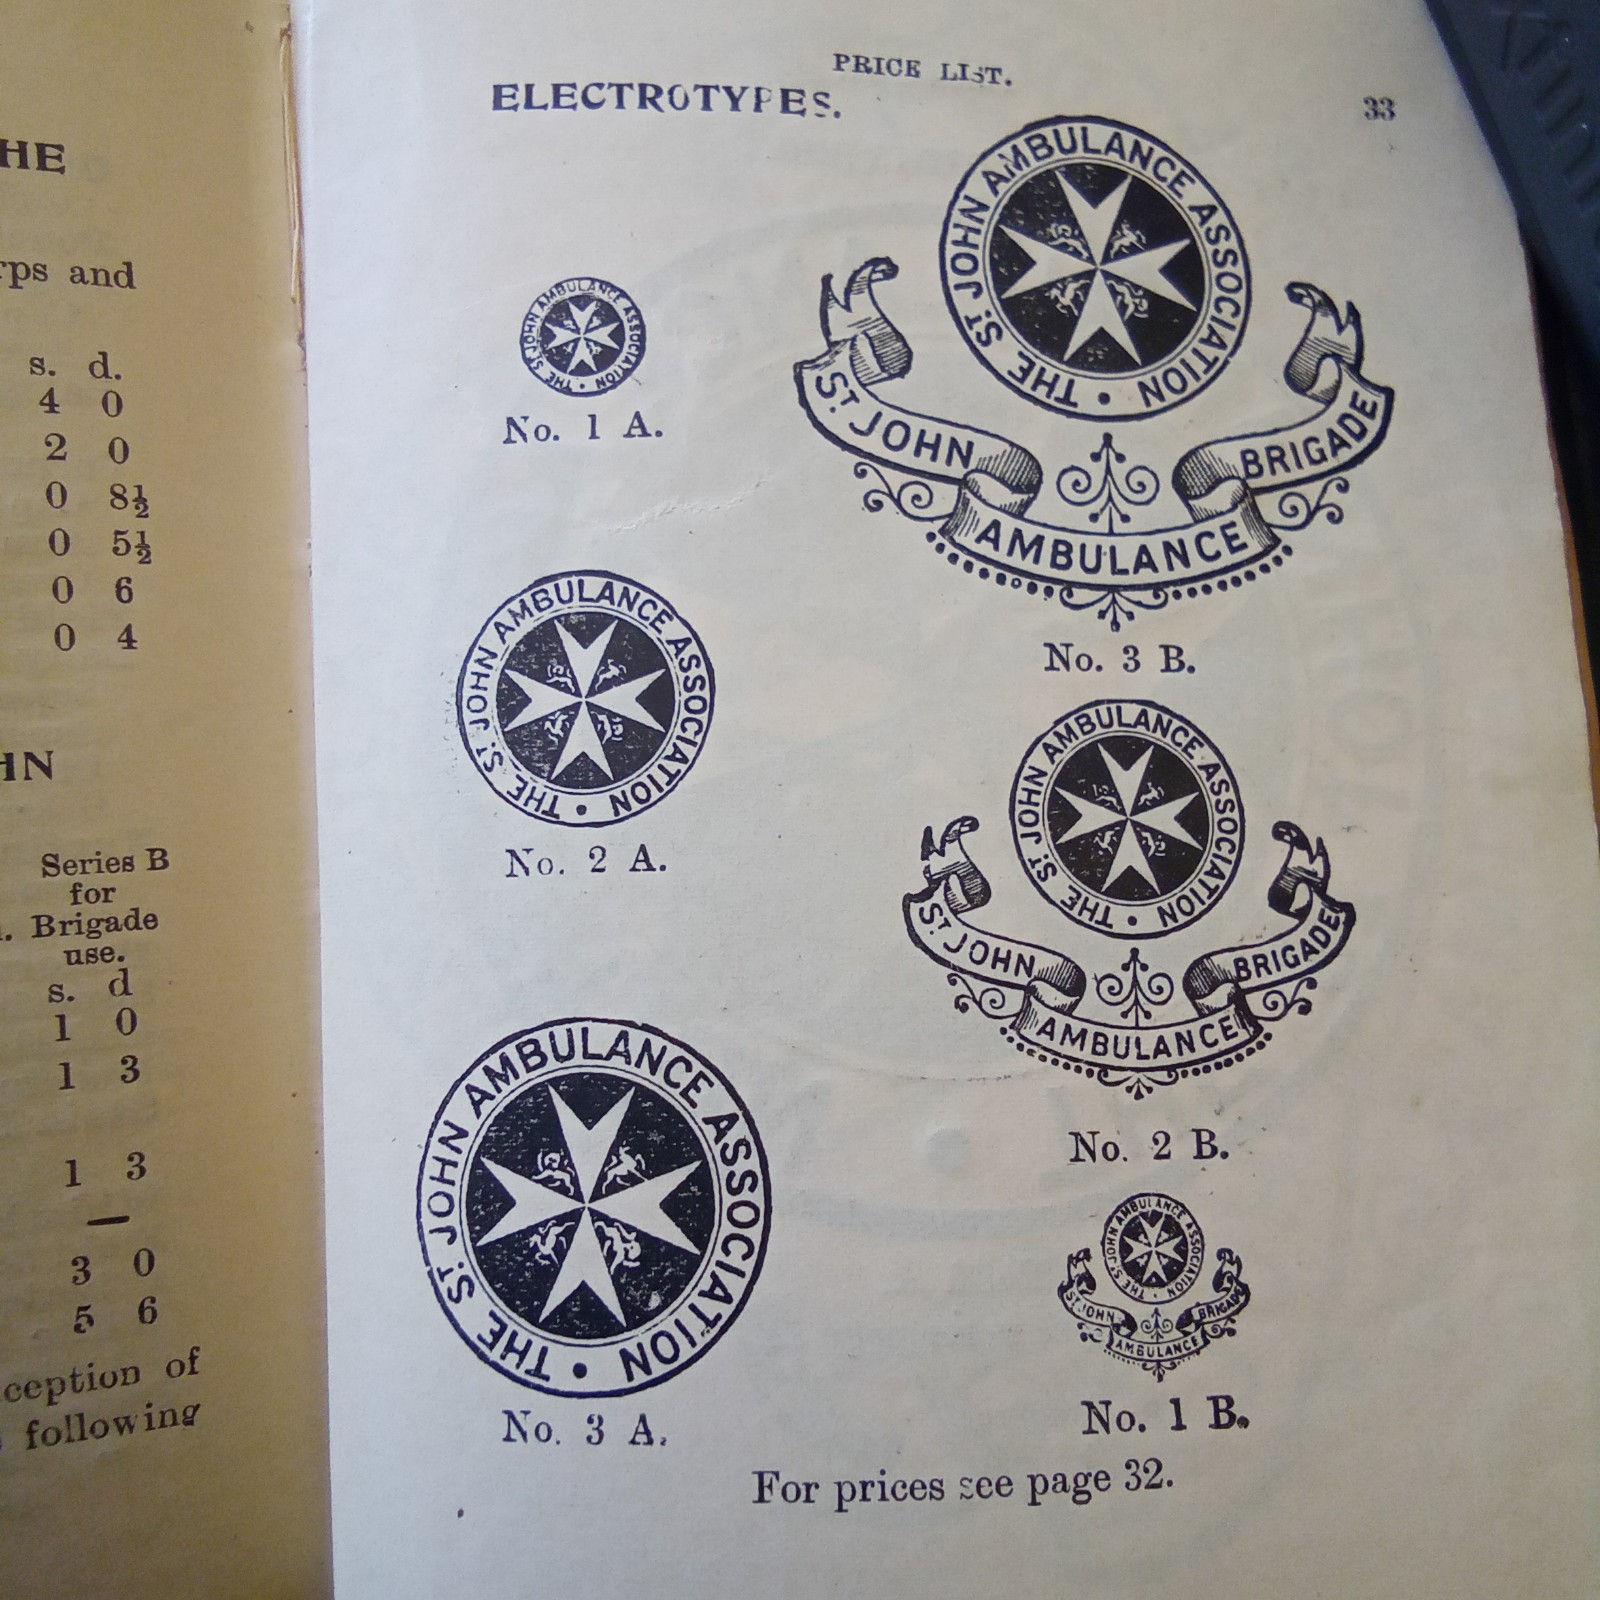 HE
rps and
s. d.
4 0
2 0
0 8½
0 5½
0 6
0 4
HN
Series B
for
Brigade
use.
s. d
1 0
1 3
1 3
3 0
5 6
ception of
following
PRICE LIST.
33
ELECTROTYPES.
THE ST. JOHN AMBULANCE ASSOCIATION •
No. 1 A.
THE ST. JOHN AMBULANCE ASSOCIATION •
No. 2 A.
THE ST. JOHN AMBULANCE ASSOCIATION •
No. 3 A.
THE ST. JOHN AMBULANCE ASSOCIATION •
ST JOHN AMBULANCE BRIGADE
No. 3 B.
THE ST. JOHN AMBULANCE ASSOCIATION •
ST. JOHN AMBULANCE BRIGADE
No. 2 B.
THE ST. JOHN AMBULANCE ASSOCIATION •
ST. JOHN AMBULANCE BRIGADE
No. 1 B.
For prices see page 32.